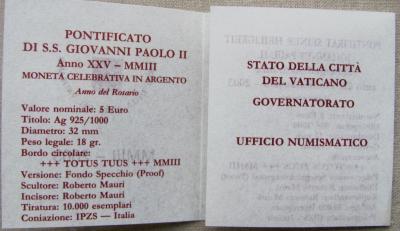 PONTIFICATO
DI S.S. GIOVANNI PAOLO II
Anno XXV – MMIII
MONETA CELEBRATIVA IN ARGENTO
Anno del Rosario
Valore nominale: 5 Euro
Titolo: Ag 925/1000
Diametro: 32 mm
Peso legale: 18 gr.
Bordo circolare:
+++ TOTUS TUUS +++ MMIII
Versione: Fondo Specchio (Proof)
Scultore: Roberto Mauri
Incisore: Roberto Mauri
Tiratura: 10.000 esemplari
Coniazione: IPZS – Italia
STATO DELLA CITTÀ
DEL VATICANO
GOVERNATORATO
UFFICIO NUMISMATICO